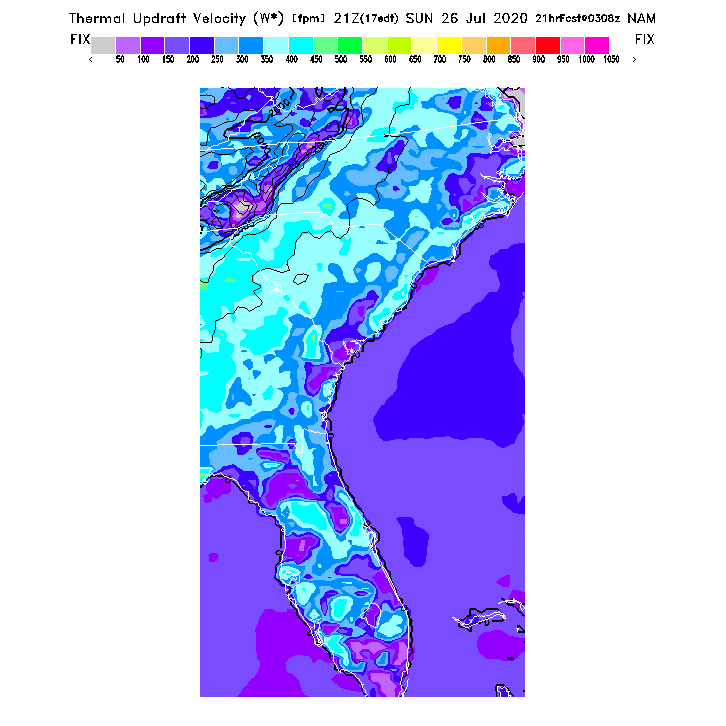 Thermal Updraft Velocity (W*) [fpm] 21Z(17edt) SUN 26 Jul 2020 21hrFcst@0308z NAM
FIX FIX
< 50 100 150 200 250 300 350 400 450 500 550 600 650 700 750 800 850 900 950 1000 1050 >